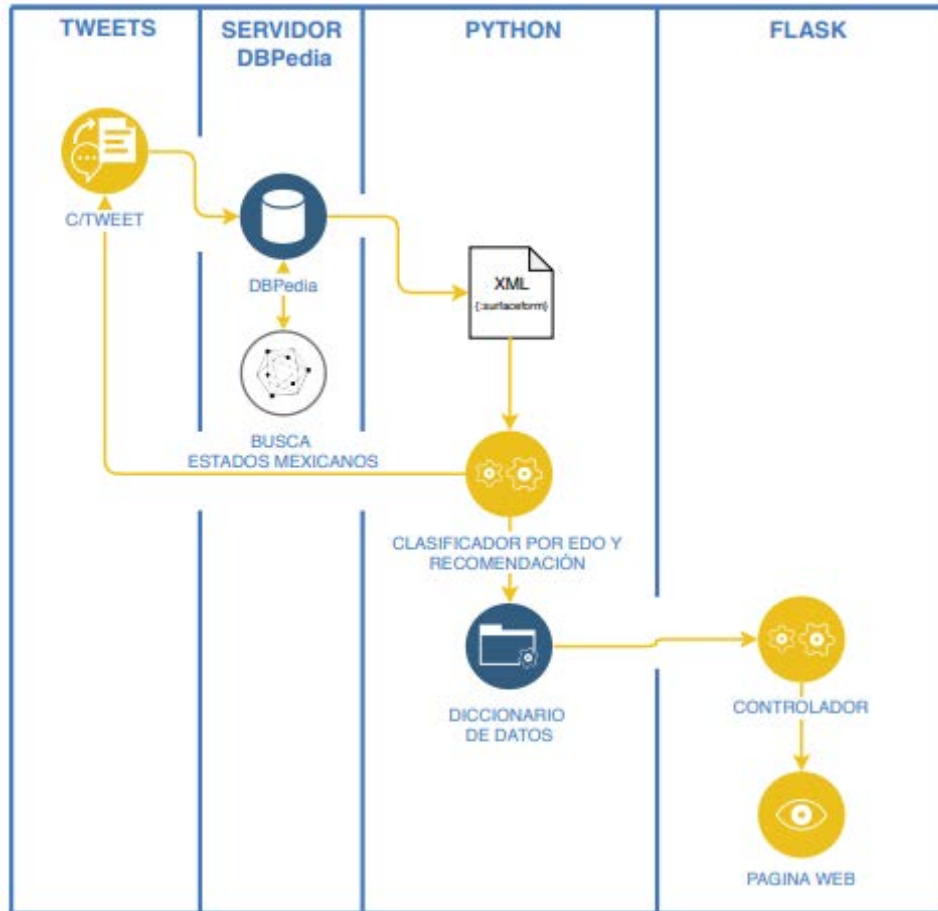 TWEETS
SERVIDOR
DBPedia
PYTHON
FLASK
C/TWEET
DBPedia
XML
{::surfaceform}
BUSCA
ESTADOS MEXICANOS
CLASIFICADOR POR EDO Y
RECOMENDACIÓN
DICCIONARIO
DE DATOS
CONTROLADOR
PAGINA WEB